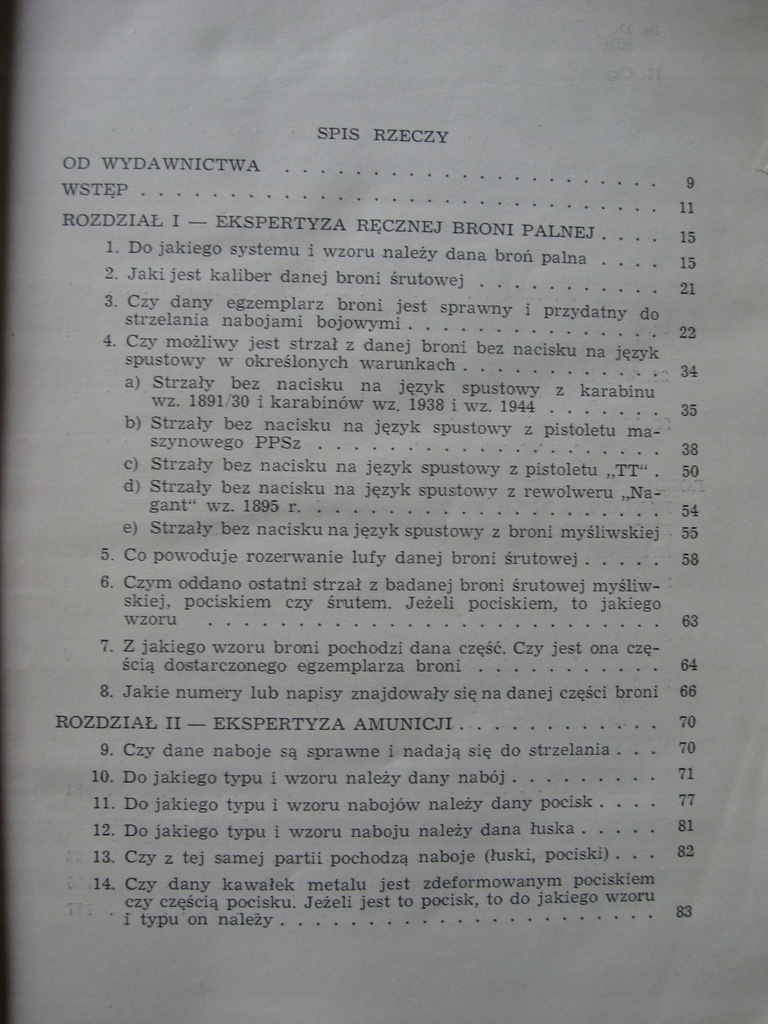 SPIS RZECZY
OD WYDAWNICTWA . . . . . . . . . . . . . . . . . . . . . . 9
WSTĘP . . . . . . . . . . . . . . . . . . . . . . . . . . . . 11
ROZDZIAŁ I — EKSPERTYZA RĘCZNEJ BRONI PALNEJ . . . . 15
1. Do jakiego systemu i wzoru należy dana broń palna . . . . 15
2. Jaki jest kaliber danej broni śrutowej . . . . . . . . . . . 21
3. Czy dany egzemplarz broni jest sprawny i przydatny do
strzelania nabojami bojowymi . . . . . . . . . . . . . . . . 22
4. Czy możliwy jest strzał z danej broni bez nacisku na język
spustowy w określonych warunkach . . . . . . . . . . . . 34
a) Strzały bez nacisku na język spustowy z karabinu
wz. 1891/30 i karabinów wz. 1938 i wz. 1944 . . . . . . . 35
b) Strzały bez nacisku na język spustowy z pistoletu ma-
szynowego PPSz . . . . . . . . . . . . . . . . . . . . 38
c) Strzały bez nacisku na język spustowy z pistoletu „TT“ . 50
d) Strzały bez nacisku na język spustowy z rewolweru „Na-
gant“ wz. 1895 r. . . . . . . . . . . . . . . . . . . . . 54
e) Strzały bez nacisku na język spustowy z broni myśliwskiej 55
5. Co powoduje rozerwanie lufy danej broni śrutowej . . . . . 58
6. Czym oddano ostatni strzał z badanej broni śrutowej myśliw-
skiej, pociskiem czy śrutem. Jeżeli pociskiem, to jakiego
wzoru . . . . . . . . . . . . . . . . . . . . . . . . . . 63
7. Z jakiego wzoru broni pochodzi dana część. Czy jest ona czę-
ścią dostarczonego egzemplarza broni . . . . . . . . . . . 64
8. Jakie numery lub napisy znajdowały się na danej części broni 66
ROZDZIAŁ II — EKSPERTYZA AMUNICJI . . . . . . . . . . . . 70
9. Czy dane naboje są sprawne i nadają się do strzelania . . . 70
10. Do jakiego typu i wzoru należy dany nabój . . . . . . . . . 71
11. Do jakiego typu i wzoru nabojów należy dany pocisk . . . . 77
12. Do jakiego typu i wzoru naboju należy dana łuska . . . . . 81
13. Czy z tej samej partii pochodzą naboje (łuski, pociski) . . . 82
14. Czy dany kawałek metalu jest zdeformowanym pociskiem
czy częścią pocisku. Jeżeli jest to pocisk, to do jakiego wzoru
i typu on należy . . . . . . . . . . . . . . . . . . . . . . 83